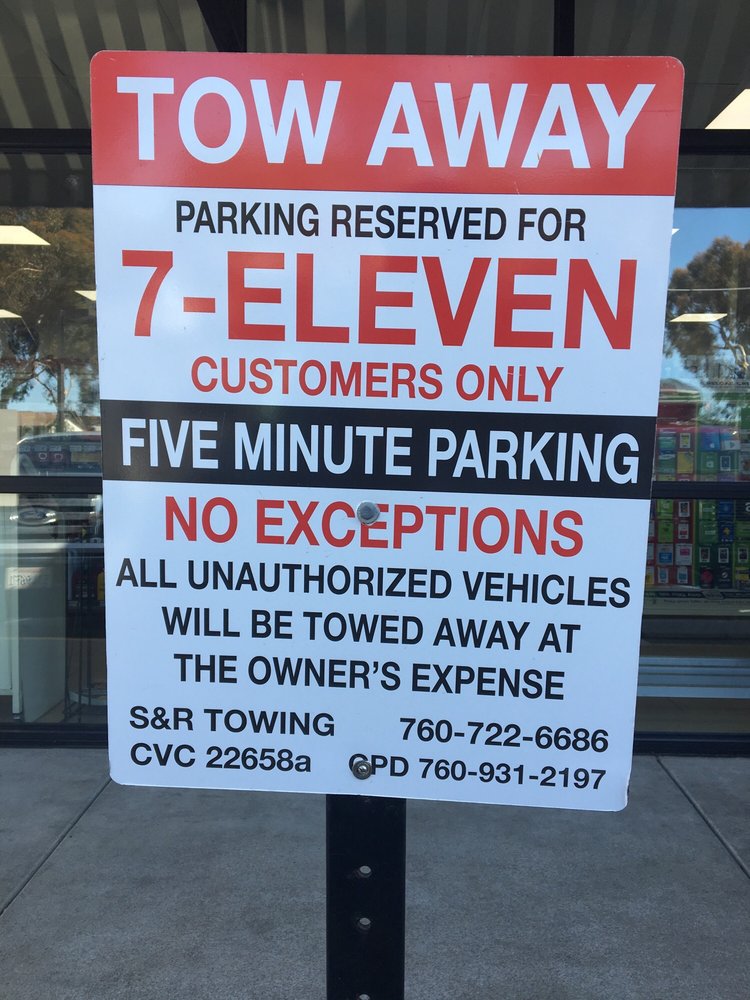 TOW AWAY
PARKING RESERVED FOR
7-ELEVEN
CUSTOMERS ONLY
FIVE MINUTE PARKING
NO EXCEPTIONS
ALL UNAUTHORIZED VEHICLES
WILL BE TOWED AWAY AT
THE OWNER'S EXPENSE
S&R TOWING 760-722-6686
CVC 22658a CPD 760-931-2197